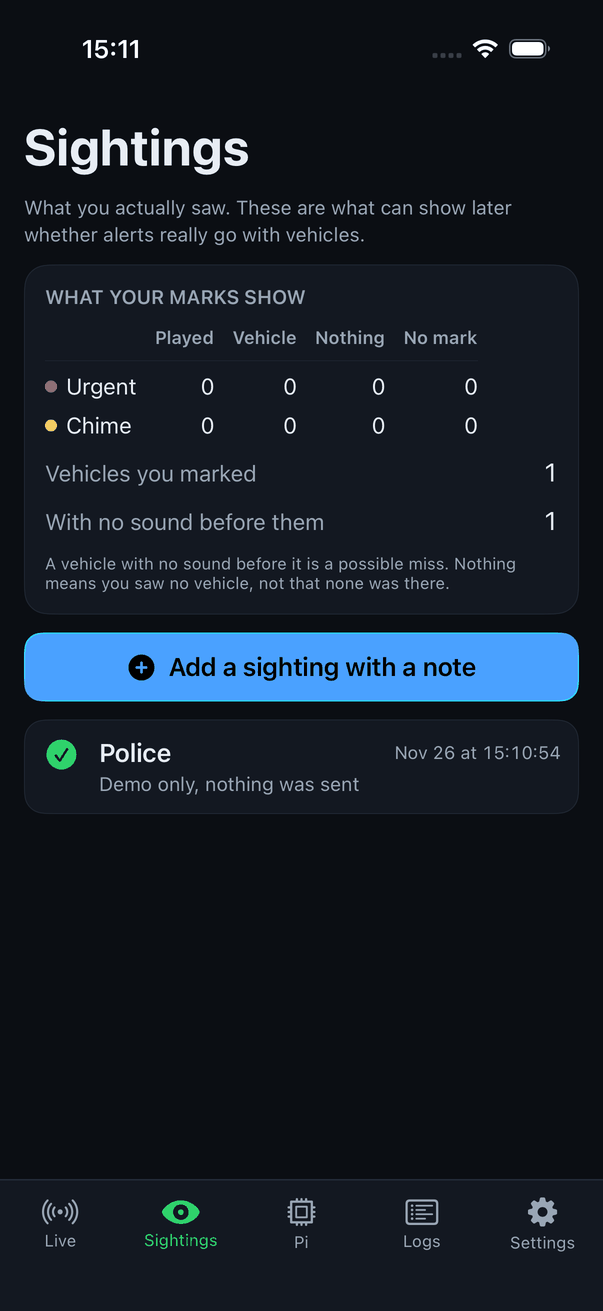 15:11
Sightings
What you actually saw. These are what can show later
whether alerts really go with vehicles.
WHAT YOUR MARKS SHOW
Played Vehicle Nothing No mark
Urgent 0 0 0 0
Chime 0 0 0 0
Vehicles you marked 1
With no sound before them 1
A vehicle with no sound before it is a possible miss. Nothing
means you saw no vehicle, not that none was there.
Add a sighting with a note
Police Nov 26 at 15:10:54
Demo only, nothing was sent
Live Sightings Pi Logs Settings